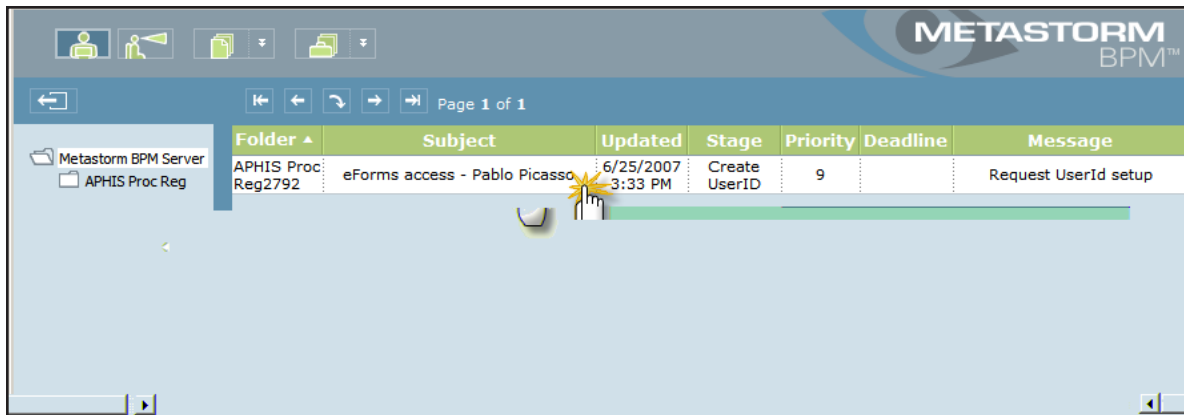 METASTORM
BPM™
Page 1 of 1
Metastorm BPM Server
APHIS Proc Reg
Folder Subject Updated Stage Priority Deadline Message
APHIS Proc Reg2792 eForms access - Pablo Picasso 6/25/2007 3:33 PM Create UserID 9 Request UserId setup